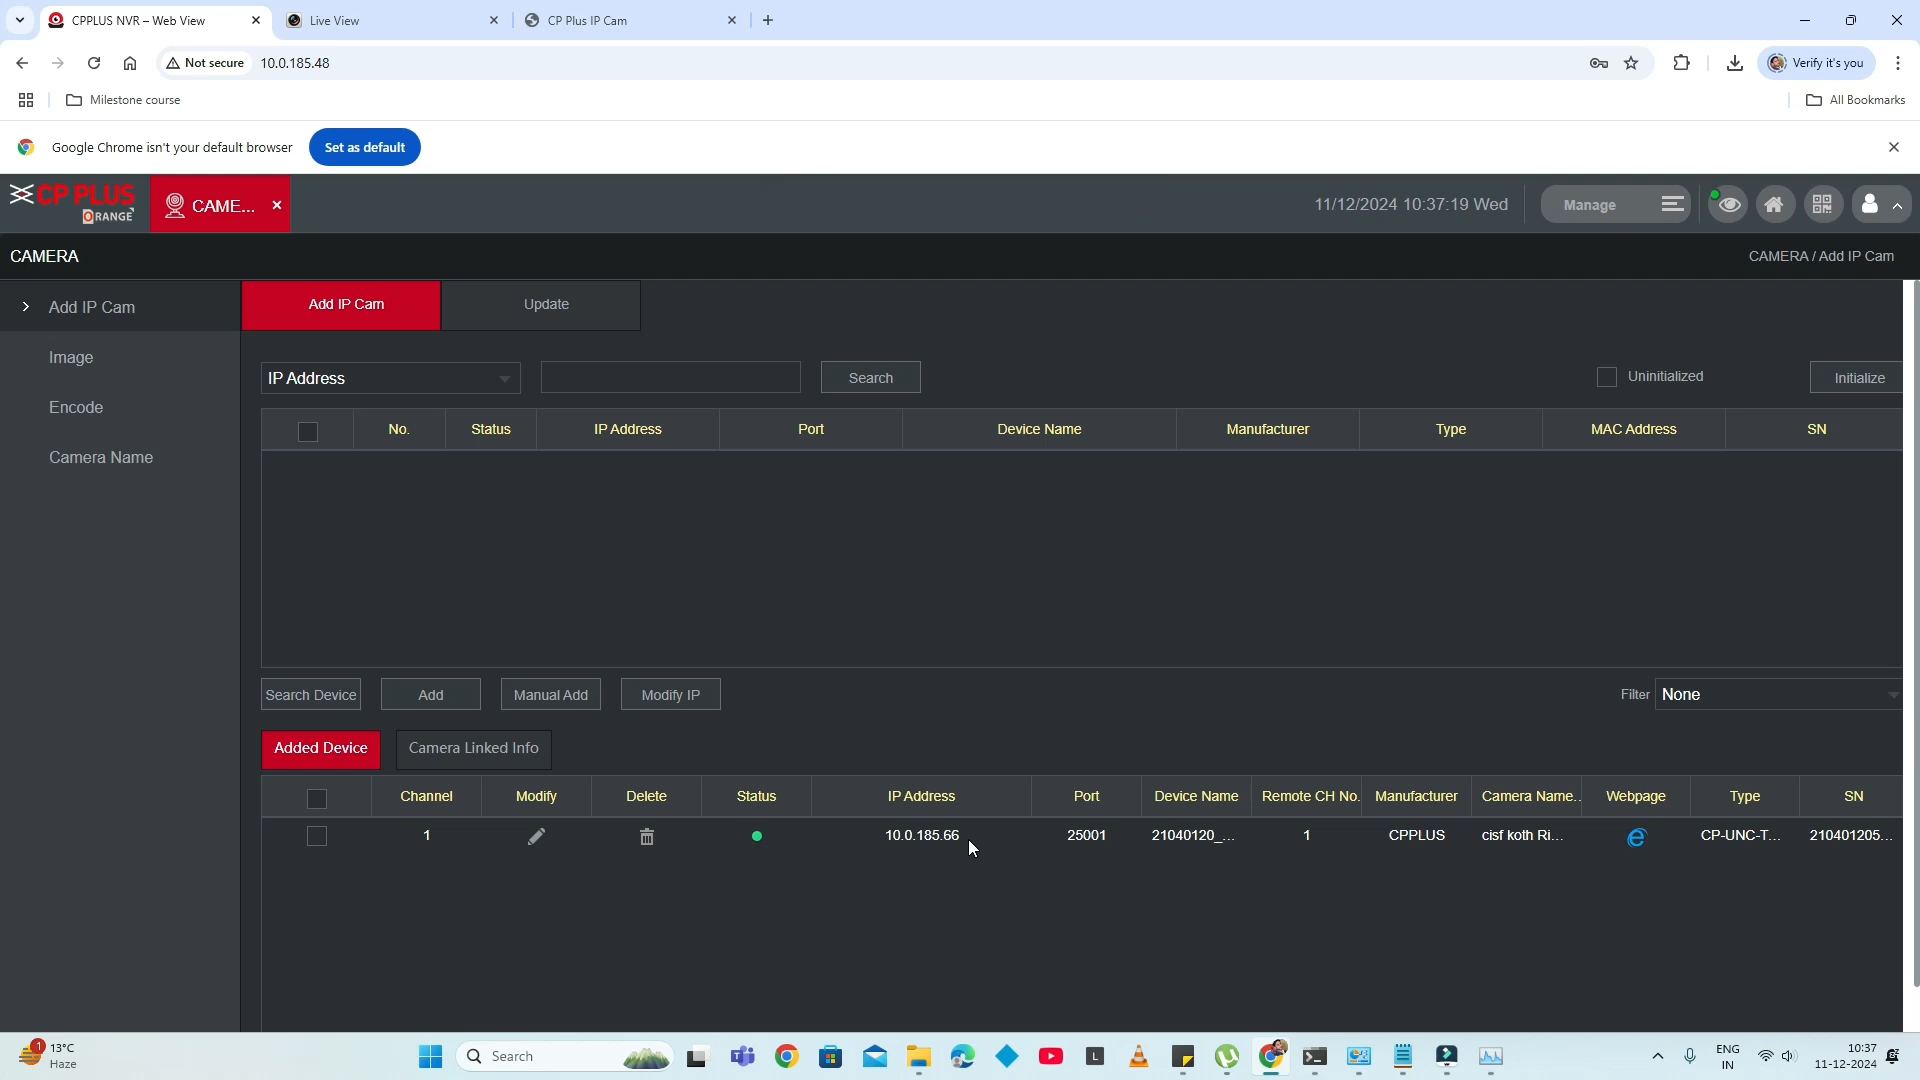 CPPLUS NVR – Web View
Live View
CP Plus IP Cam
Not secure
10.0.185.48
Verify it's you
Milestone course
All Bookmarks
Google Chrome isn't your default browser
Set as default
CP PLUS
ORANGE
CAME...
11/12/2024 10:37:19 Wed
Manage
CAMERA
CAMERA / Add IP Cam
Add IP Cam
Add IP Cam
Update
Image
Encode
Camera Name
IP Address
Search
Uninitialized
Initialize
No. Status IP Address Port Device Name Manufacturer Type MAC Address SN
Search Device
Add
Manual Add
Modify IP
Filter
None
Added Device
Camera Linked Info
Channel Modify Delete Status IP Address Port Device Name Remote CH No. Manufacturer Camera Name.. Webpage Type SN
1 10.0.185.66 25001 21040120_... 1 CPPLUS cisf koth Ri... CP-UNC-T... 210401205...
1
13°C
Haze
Search
L
ENG
IN
10:37
11-12-2024